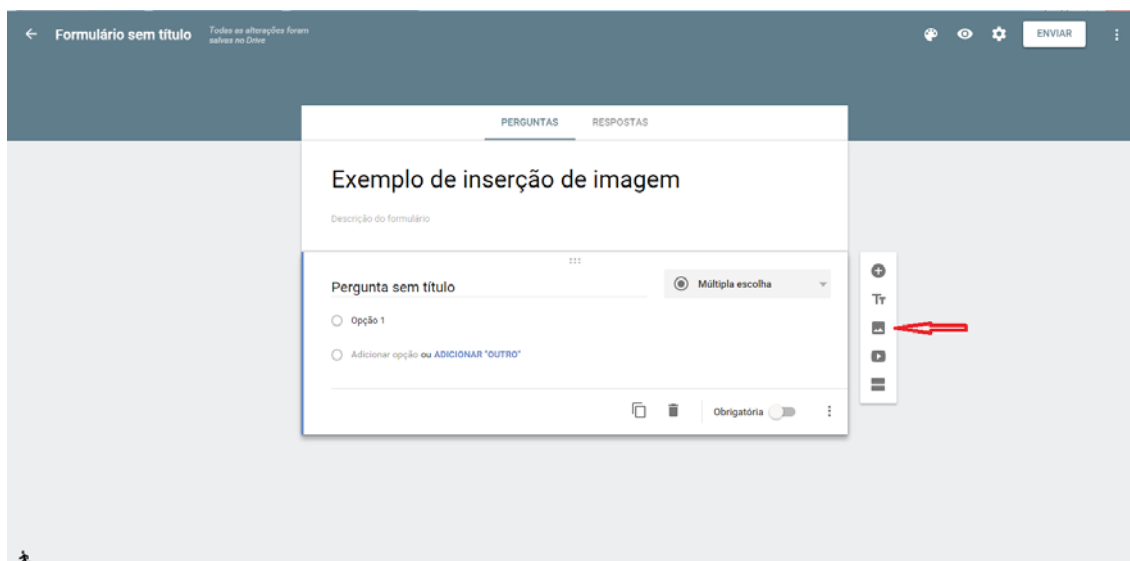 Formulário sem título
Todas as alterações foram
salvas no Drive
ENVIAR
PERGUNTAS RESPOSTAS
Exemplo de inserção de imagem
Descrição do formulário
Pergunta sem título
Múltipla escolha
Opção 1
Adicionar opção ou ADICIONAR "OUTRO"
Obrigatória